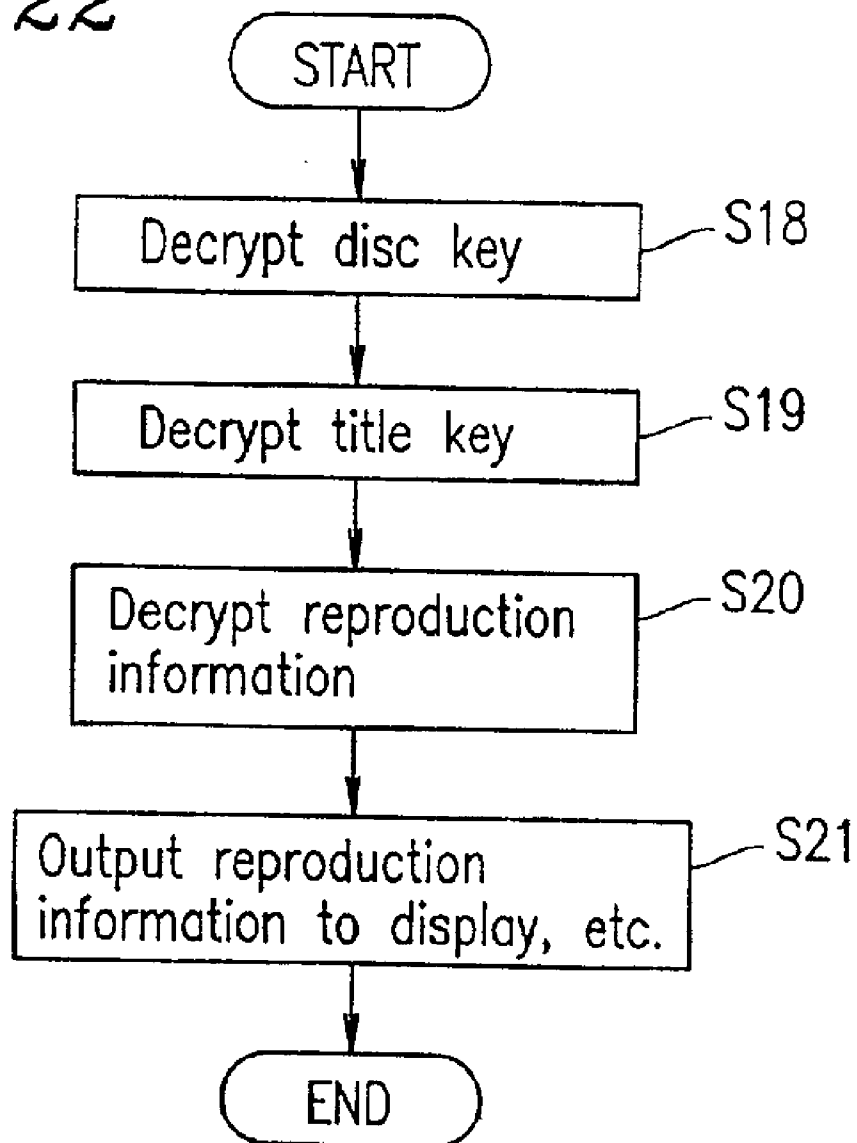 22
START
Decrypt disc key
S18
Decrypt title key
S19
Decrypt reproduction
information
S20
Output reproduction
information to display, etc.
S21
END